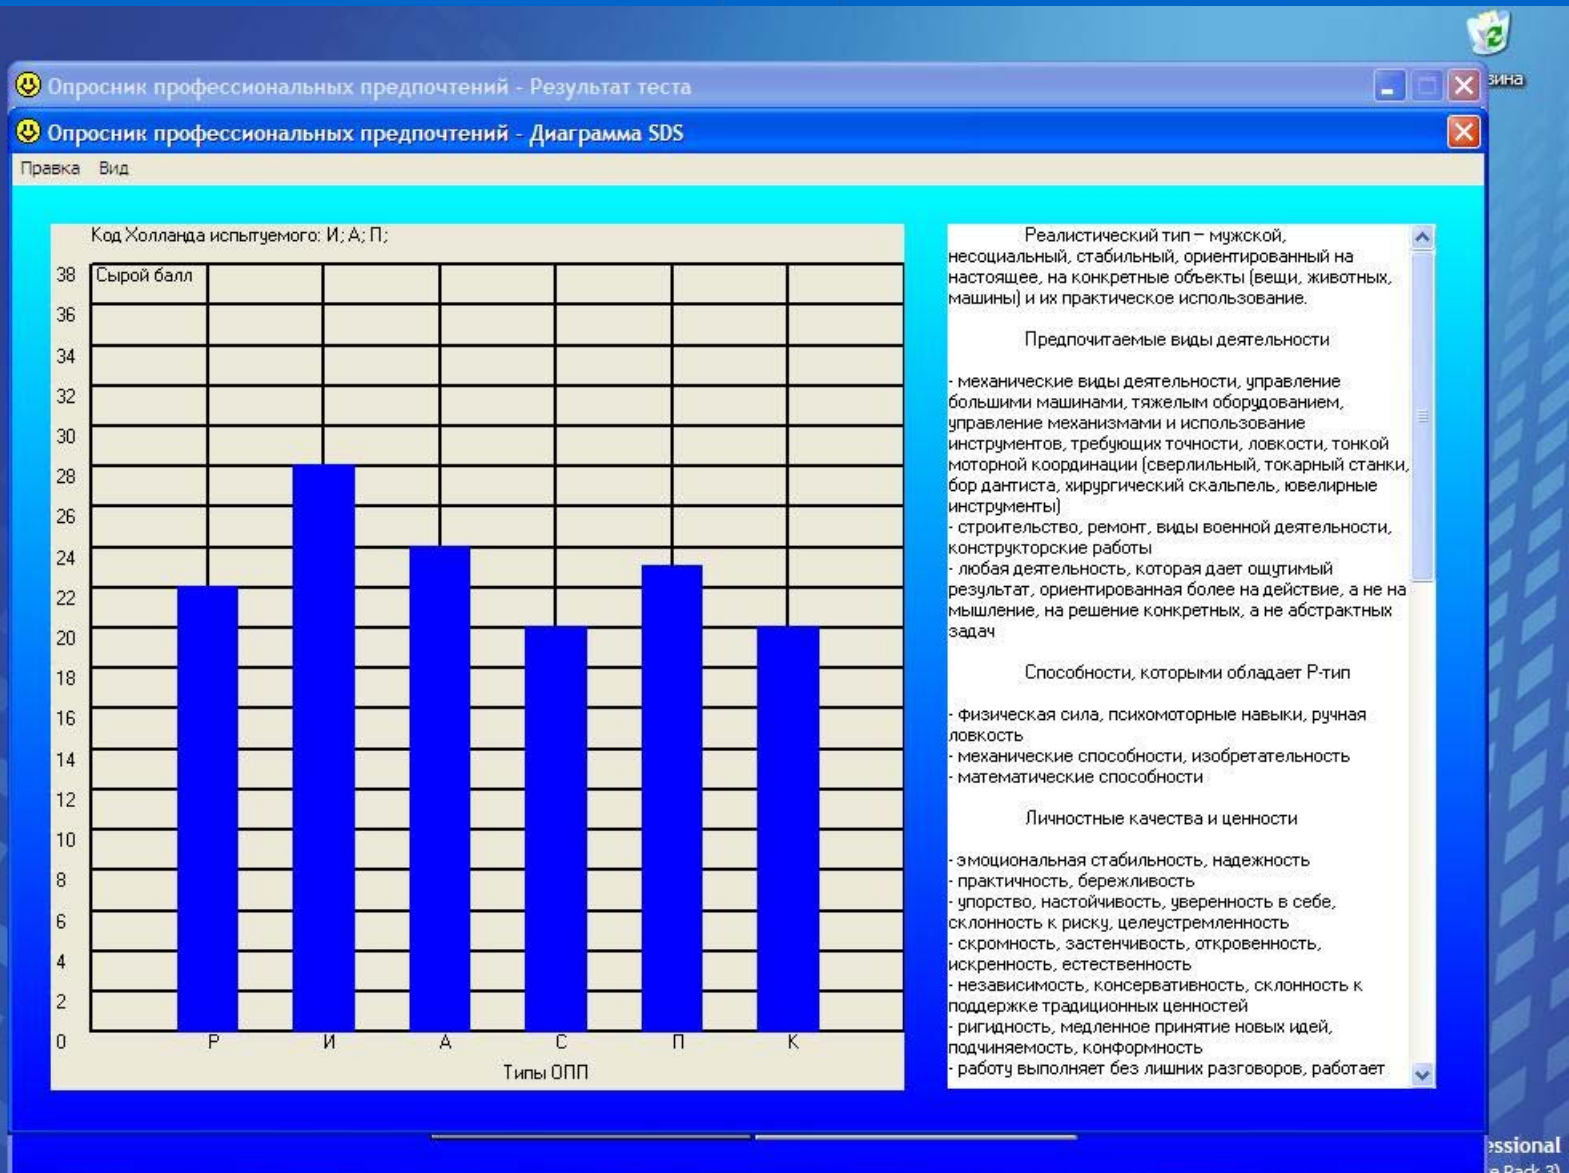 зина
Опросник профессиональных предпочтений - Результат теста
Опросник профессиональных предпочтений - Диаграмма SDS
Правка Вид
Код Холланда испытуемого: И; А; П;
Сырой балл
38
36
34
32
30
28
26
24
22
20
18
16
14
12
10
8
6
4
2
0
Р И А С П К
Типы ОПП
Реалистический тип – мужской,
несоциальный, стабильный, ориентированный на
настоящее, на конкретные объекты (вещи, животных,
машины) и их практическое использование.
Предпочитаемые виды деятельности
- механические виды деятельности, управление
большими машинами, тяжелым оборудованием,
управление механизмами и использование
инструментов, требующих точности, ловкости, тонкой
моторной координации (сверлильный, токарный станки,
бор дантиста, хирургический скальпель, ювелирные
инструменты)
- строительство, ремонт, виды военной деятельности,
конструкторские работы
- любая деятельность, которая дает ощутимый
результат, ориентированная более на действие, а не на
мышление, на решение конкретных, а не абстрактных
задач
Способности, которыми обладает Р-тип
- физическая сила, психомоторные навыки, ручная
ловкость
- механические способности, изобретательность
- математические способности
Личностные качества и ценности
- эмоциональная стабильность, надежность
- практичность, бережливость
- упорство, настойчивость, уверенность в себе,
склонность к риску, целеустремленность
- скромность, застенчивость, откровенность,
искренность, естественность
- независимость, консервативность, склонность к
поддержке традиционных ценностей
- ригидность, медленное принятие новых идей,
подчиняемость, конформность
- работу выполняет без лишних разговоров, работает
essional
e Pack 3)